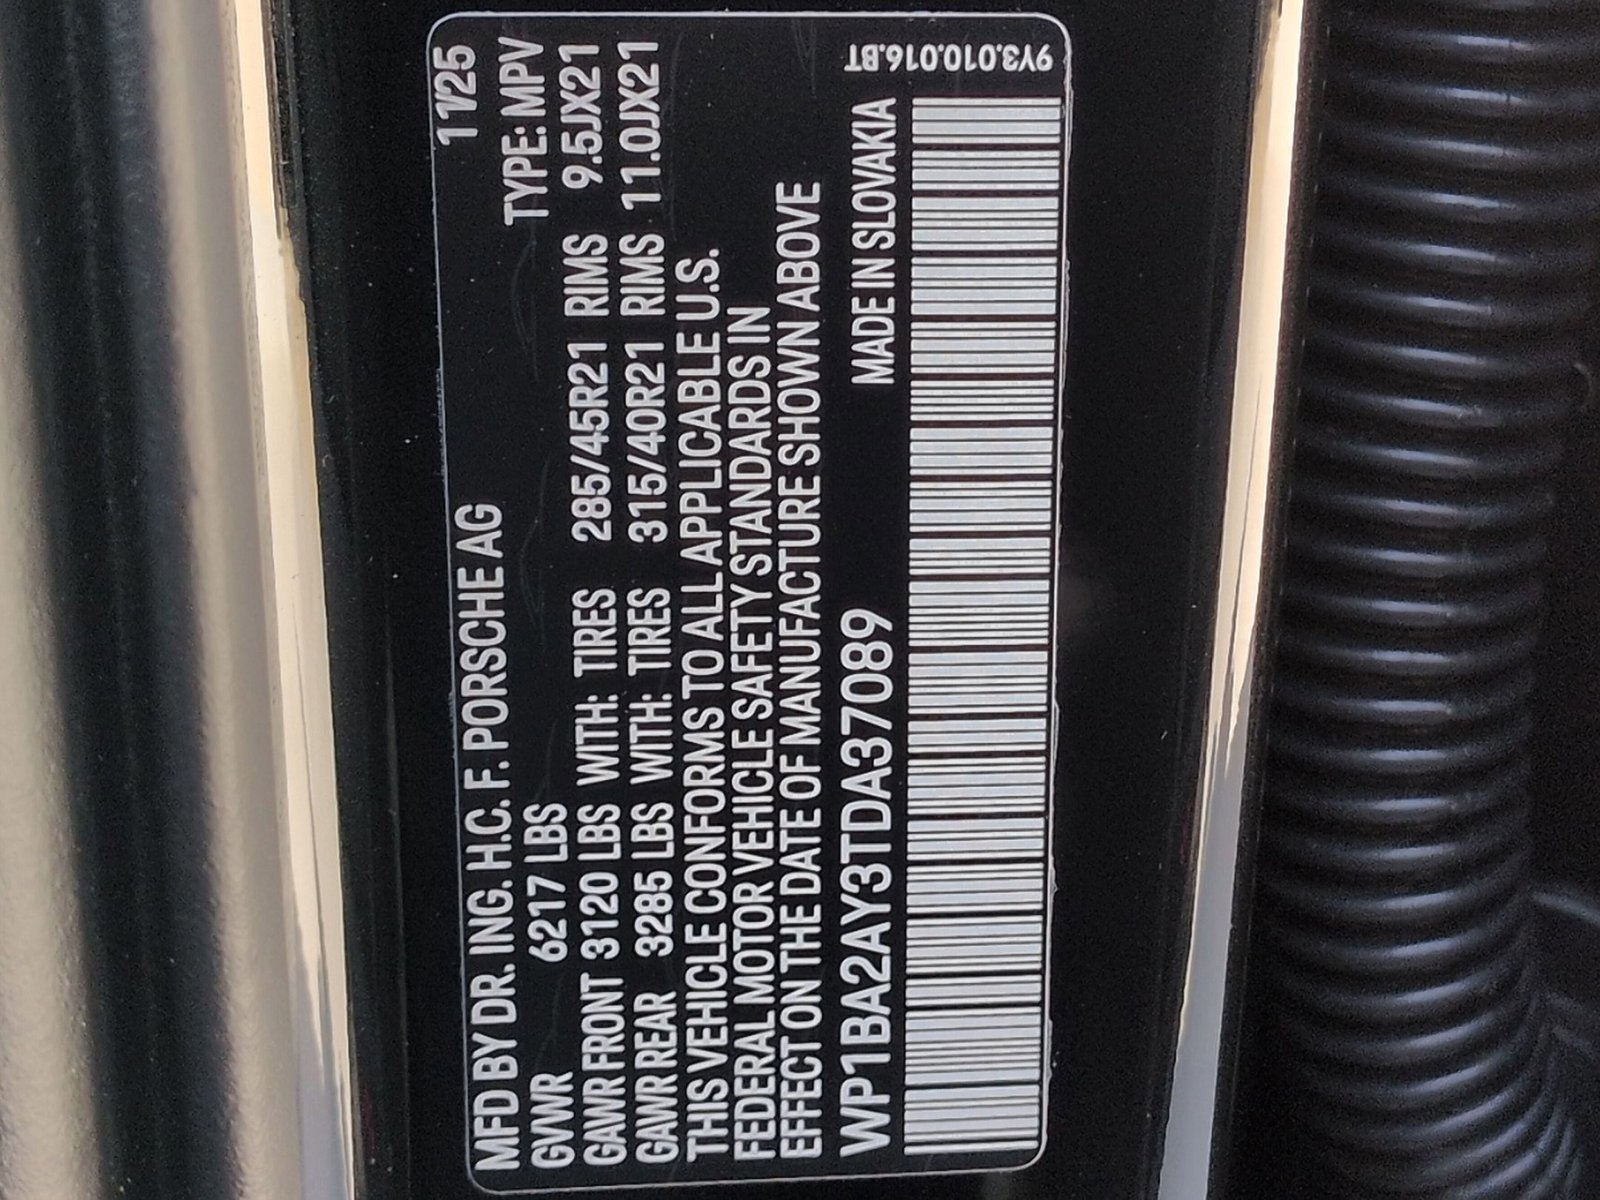 MFD BY DR. ING. H.C. F. PORSCHE AG 11/25
GVWR 6217 LBS TYPE: MPV
GAWR FRONT 3120 LBS WITH: TIRES 285/45R21 RIMS 9.5JX21
GAWR REAR 3285 LBS WITH: TIRES 315/40R21 RIMS 11.0JX21
THIS VEHICLE CONFORMS TO ALL APPLICABLE U.S.
FEDERAL MOTOR VEHICLE SAFETY STANDARDS IN
EFFECT ON THE DATE OF MANUFACTURE SHOWN ABOVE
WP1BA2AY3TDA37089 MADE IN SLOVAKIA
9Y3.010.016.BT